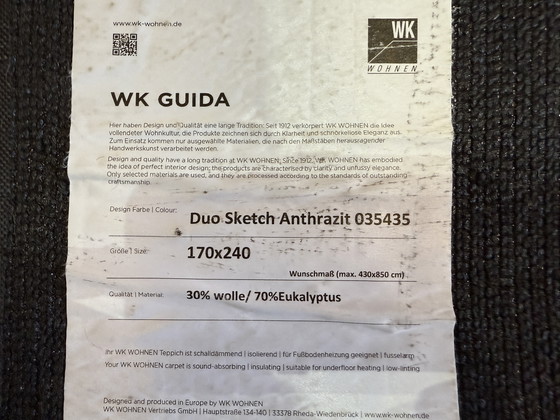 www.wk-wohnen.de
WK
WOHNEN
WK GUIDA
Hier haben Design und Qualität eine lange Tradition: Seit 1912 verkörpert WK WOHNEN die Idee
vollendeter Wohnkultur, die Produkte zeichnen sich durch Klarheit und schnörkellose Eleganz aus.
Zum Einsatz kommen nur ausgewählte Materialien, die nach den Maßstäben herausragender
Handwerkskunst verarbeitet werden.
Design and quality have a long tradition at WK WOHNEN; Since 1912, WK WOHNEN has embodied
the idea of perfect interior design; the products are characterised by clarity and unfussy elegance.
Only selected materials are used, and they are processed according to the standards of outstanding
craftsmanship.
Design Farbe | Colour: Duo Sketch Anthrazit 035435
Größe | Size: 170x240
Wunschmaß (max. 430x850 cm)
Qualität | Material: 30% wolle/ 70%Eukalyptus
Ihr WK WOHNEN Teppich ist schalldämmend | isolierend | für Fußbodenheizung geeignet | fusselarm
Your WK WOHNEN carpet is sound-absorbing | insulating | suitable for underfloor heating | low-linting
Designed and produced in Europe by WK WOHNEN
WK WOHNEN Vertriebs GmbH | Hauptstraße 134-140 | 33378 Rheda-Wiedenbrück | www.wk-wohnen.de